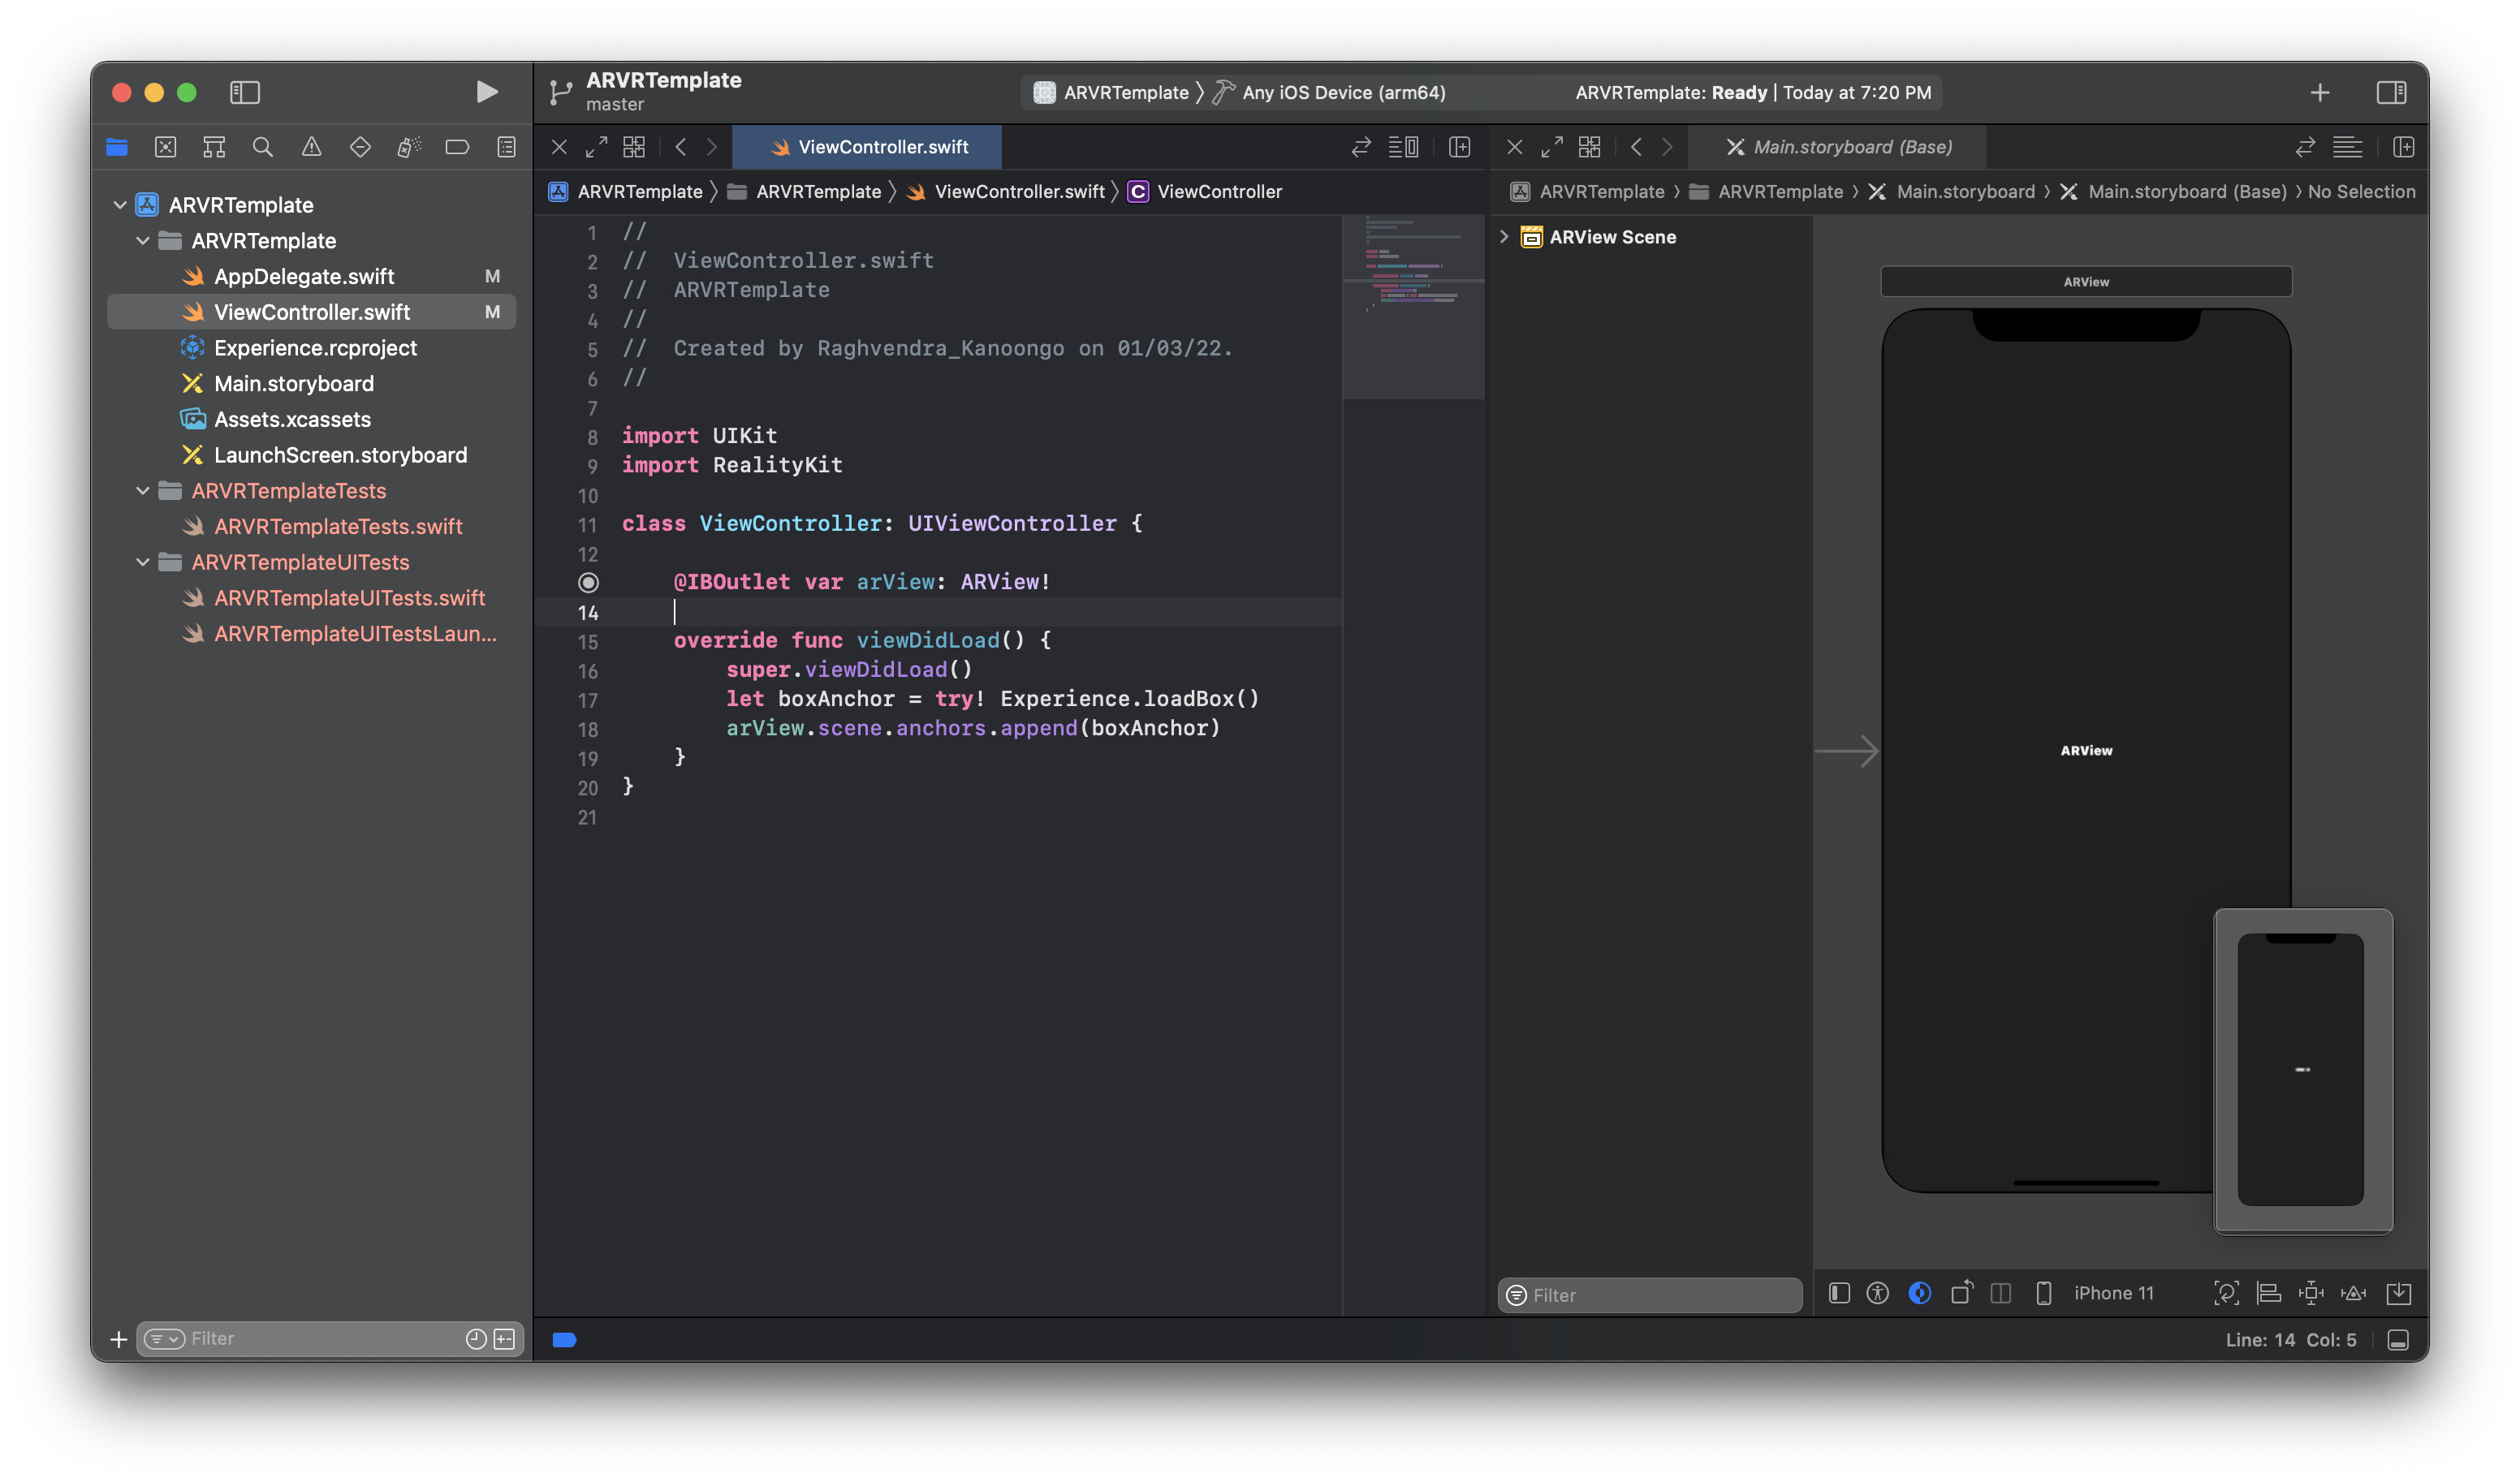 ARVRTemplate
master
ARVRTemplate
Any iOS Device (arm64)
ARVRTemplate: Ready | Today at 7:20 PM
ViewController.swift
Main.storyboard (Base)
ARVRTemplate
ARVRTemplate
ViewController.swift
C
ViewController
ARVRTemplate
ARVRTemplate
Main.storyboard
Main.storyboard (Base)
No Selection
ARVRTemplate
ARVRTemplate
AppDelegate.swift M
ViewController.swift M
Experience.rcproject
Main.storyboard
Assets.xcassets
LaunchScreen.storyboard
ARVRTemplateTests
ARVRTemplateTests.swift
ARVRTemplateUITests
ARVRTemplateUITests.swift
ARVRTemplateUITestsLaun...
Filter
1 //
2 //  ViewController.swift
3 //  ARVRTemplate
4 //
5 //  Created by Raghvendra_Kanoongo on 01/03/22.
6 //
7
8 import UIKit
9 import RealityKit
10
11 class ViewController: UIViewController {
12
@IBOutlet var arView: ARView!
14
15 override func viewDidLoad() {
16 super.viewDidLoad()
17 let boxAnchor = try! Experience.loadBox()
18 arView.scene.anchors.append(boxAnchor)
19 }
20 }
21
ARView Scene
ARView
ARView
Filter
iPhone 11
Line: 14 Col: 5